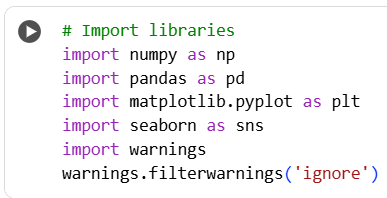 # Import libraries
import numpy as np
import pandas as pd
import matplotlib.pyplot as plt
import seaborn as sns
import warnings
warnings.filterwarnings('ignore')